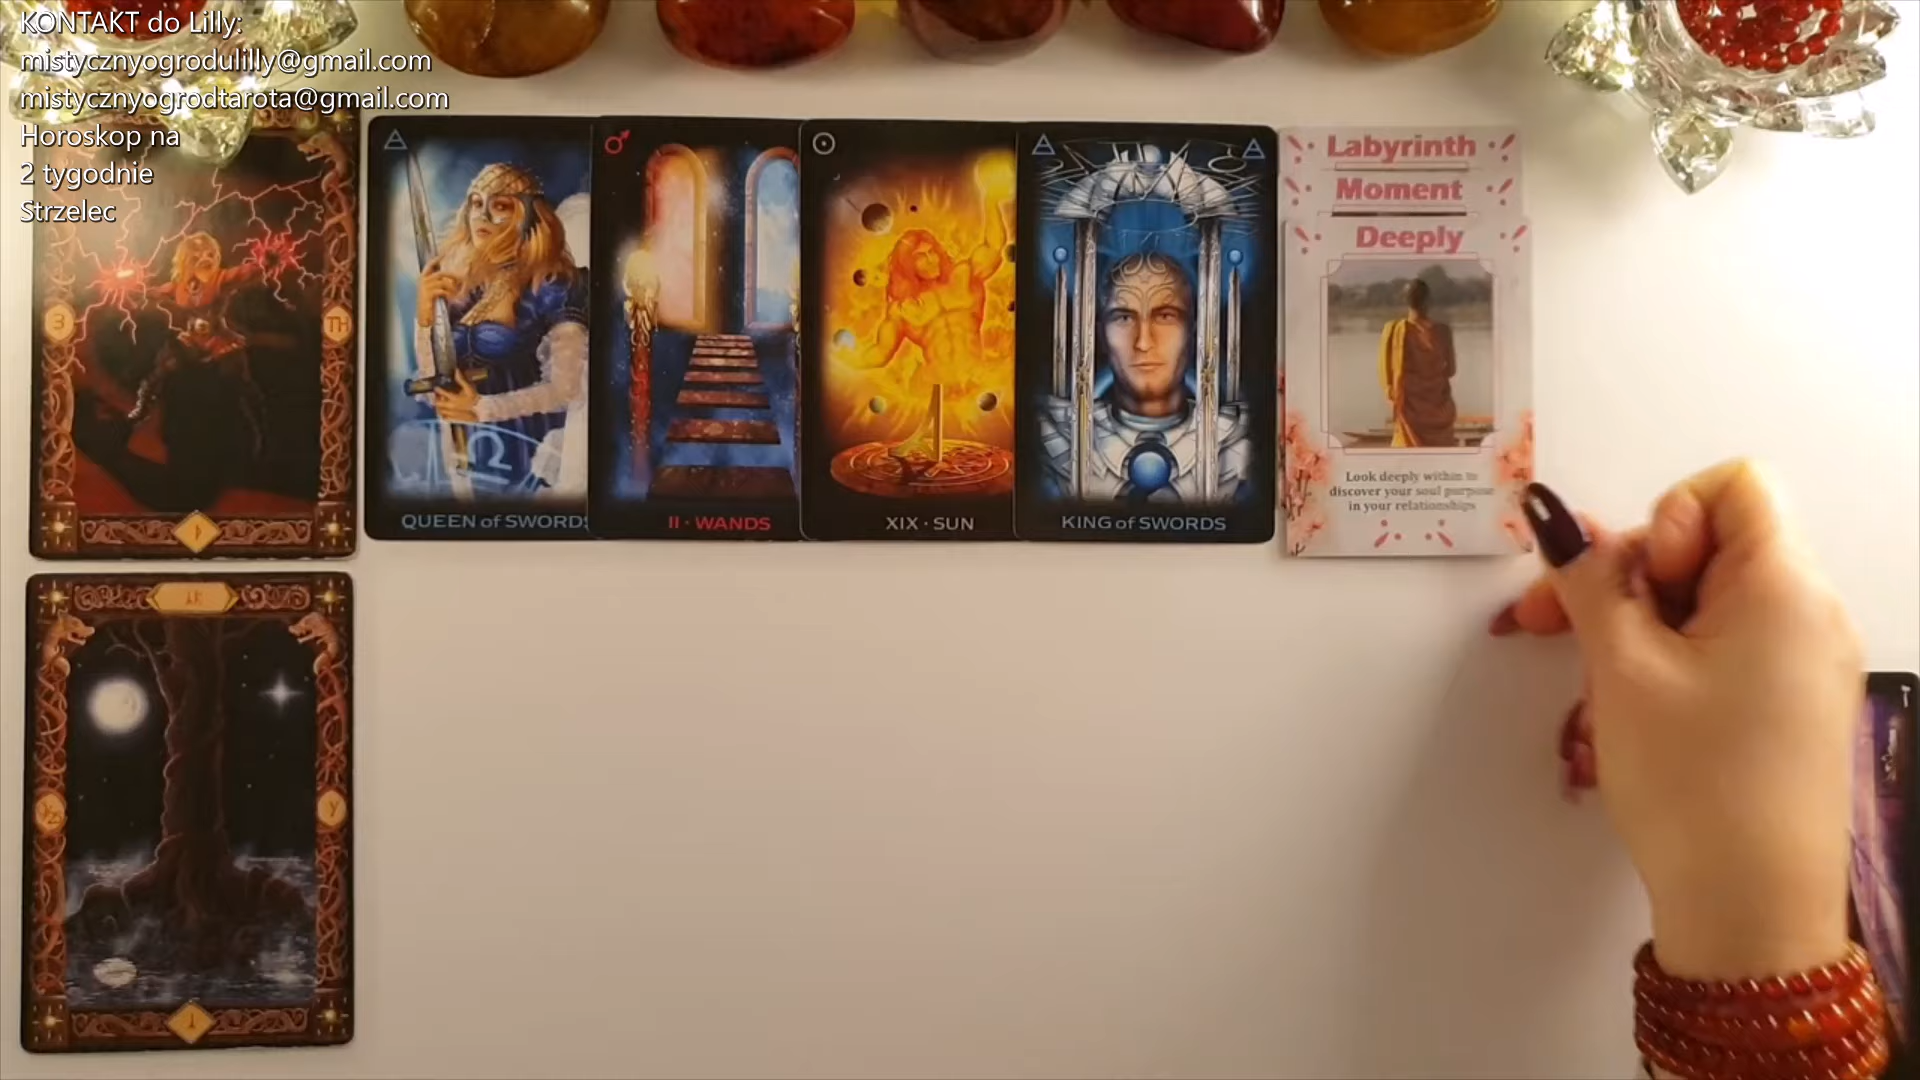 KONTAKT do Lilly:
mistycznyogrodulilly@gmail.com
mistycznyogrodtarota@gmail.com
Horoskop na
2 tygodnie
Strzelec
QUEEN of SWORDS
II · WANDS
XIX · SUN
KING of SWORDS
Labyrinth
Moment
Deeply
Look deeply within to
discover your soul purpose
in your relationships
3
TH
Y